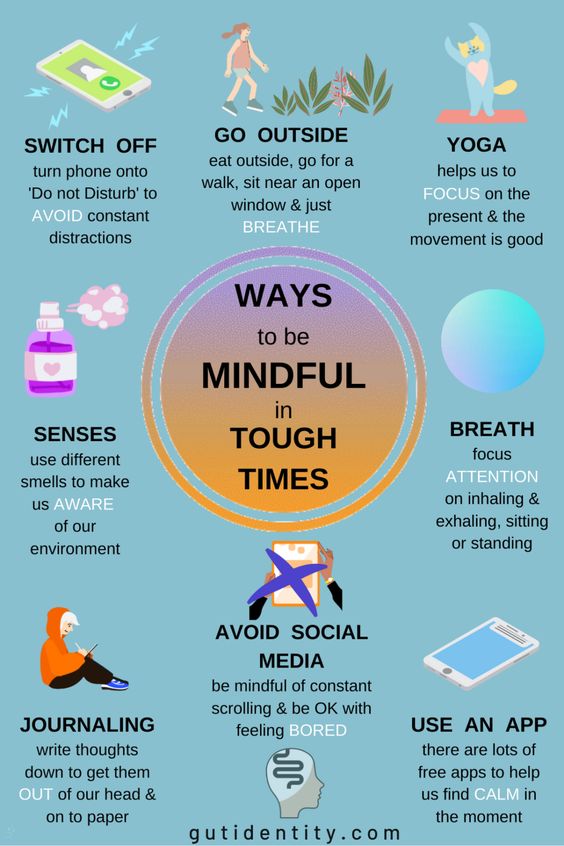 SWITCH OFF
turn phone onto
'Do not Disturb' to
AVOID constant
distractions
GO OUTSIDE
eat outside, go for a
walk, sit near an open
window & just
BREATHE
YOGA
helps us to
FOCUS on the
present & the
movement is good
WAYS
to be
MINDFUL
in
TOUGH
TIMES
SENSES
use different
smells to make
us AWARE
of our
environment
BREATH
focus
ATTENTION
on inhaling &
exhaling, sitting
or standing
JOURNALING
write thoughts
down to get them
OUT of our head &
on to paper
AVOID SOCIAL
MEDIA
be mindful of constant
scrolling & be OK with
feeling BORED
USE AN APP
there are lots of
free apps to help
us find CALM in
the moment
gutidentity.com